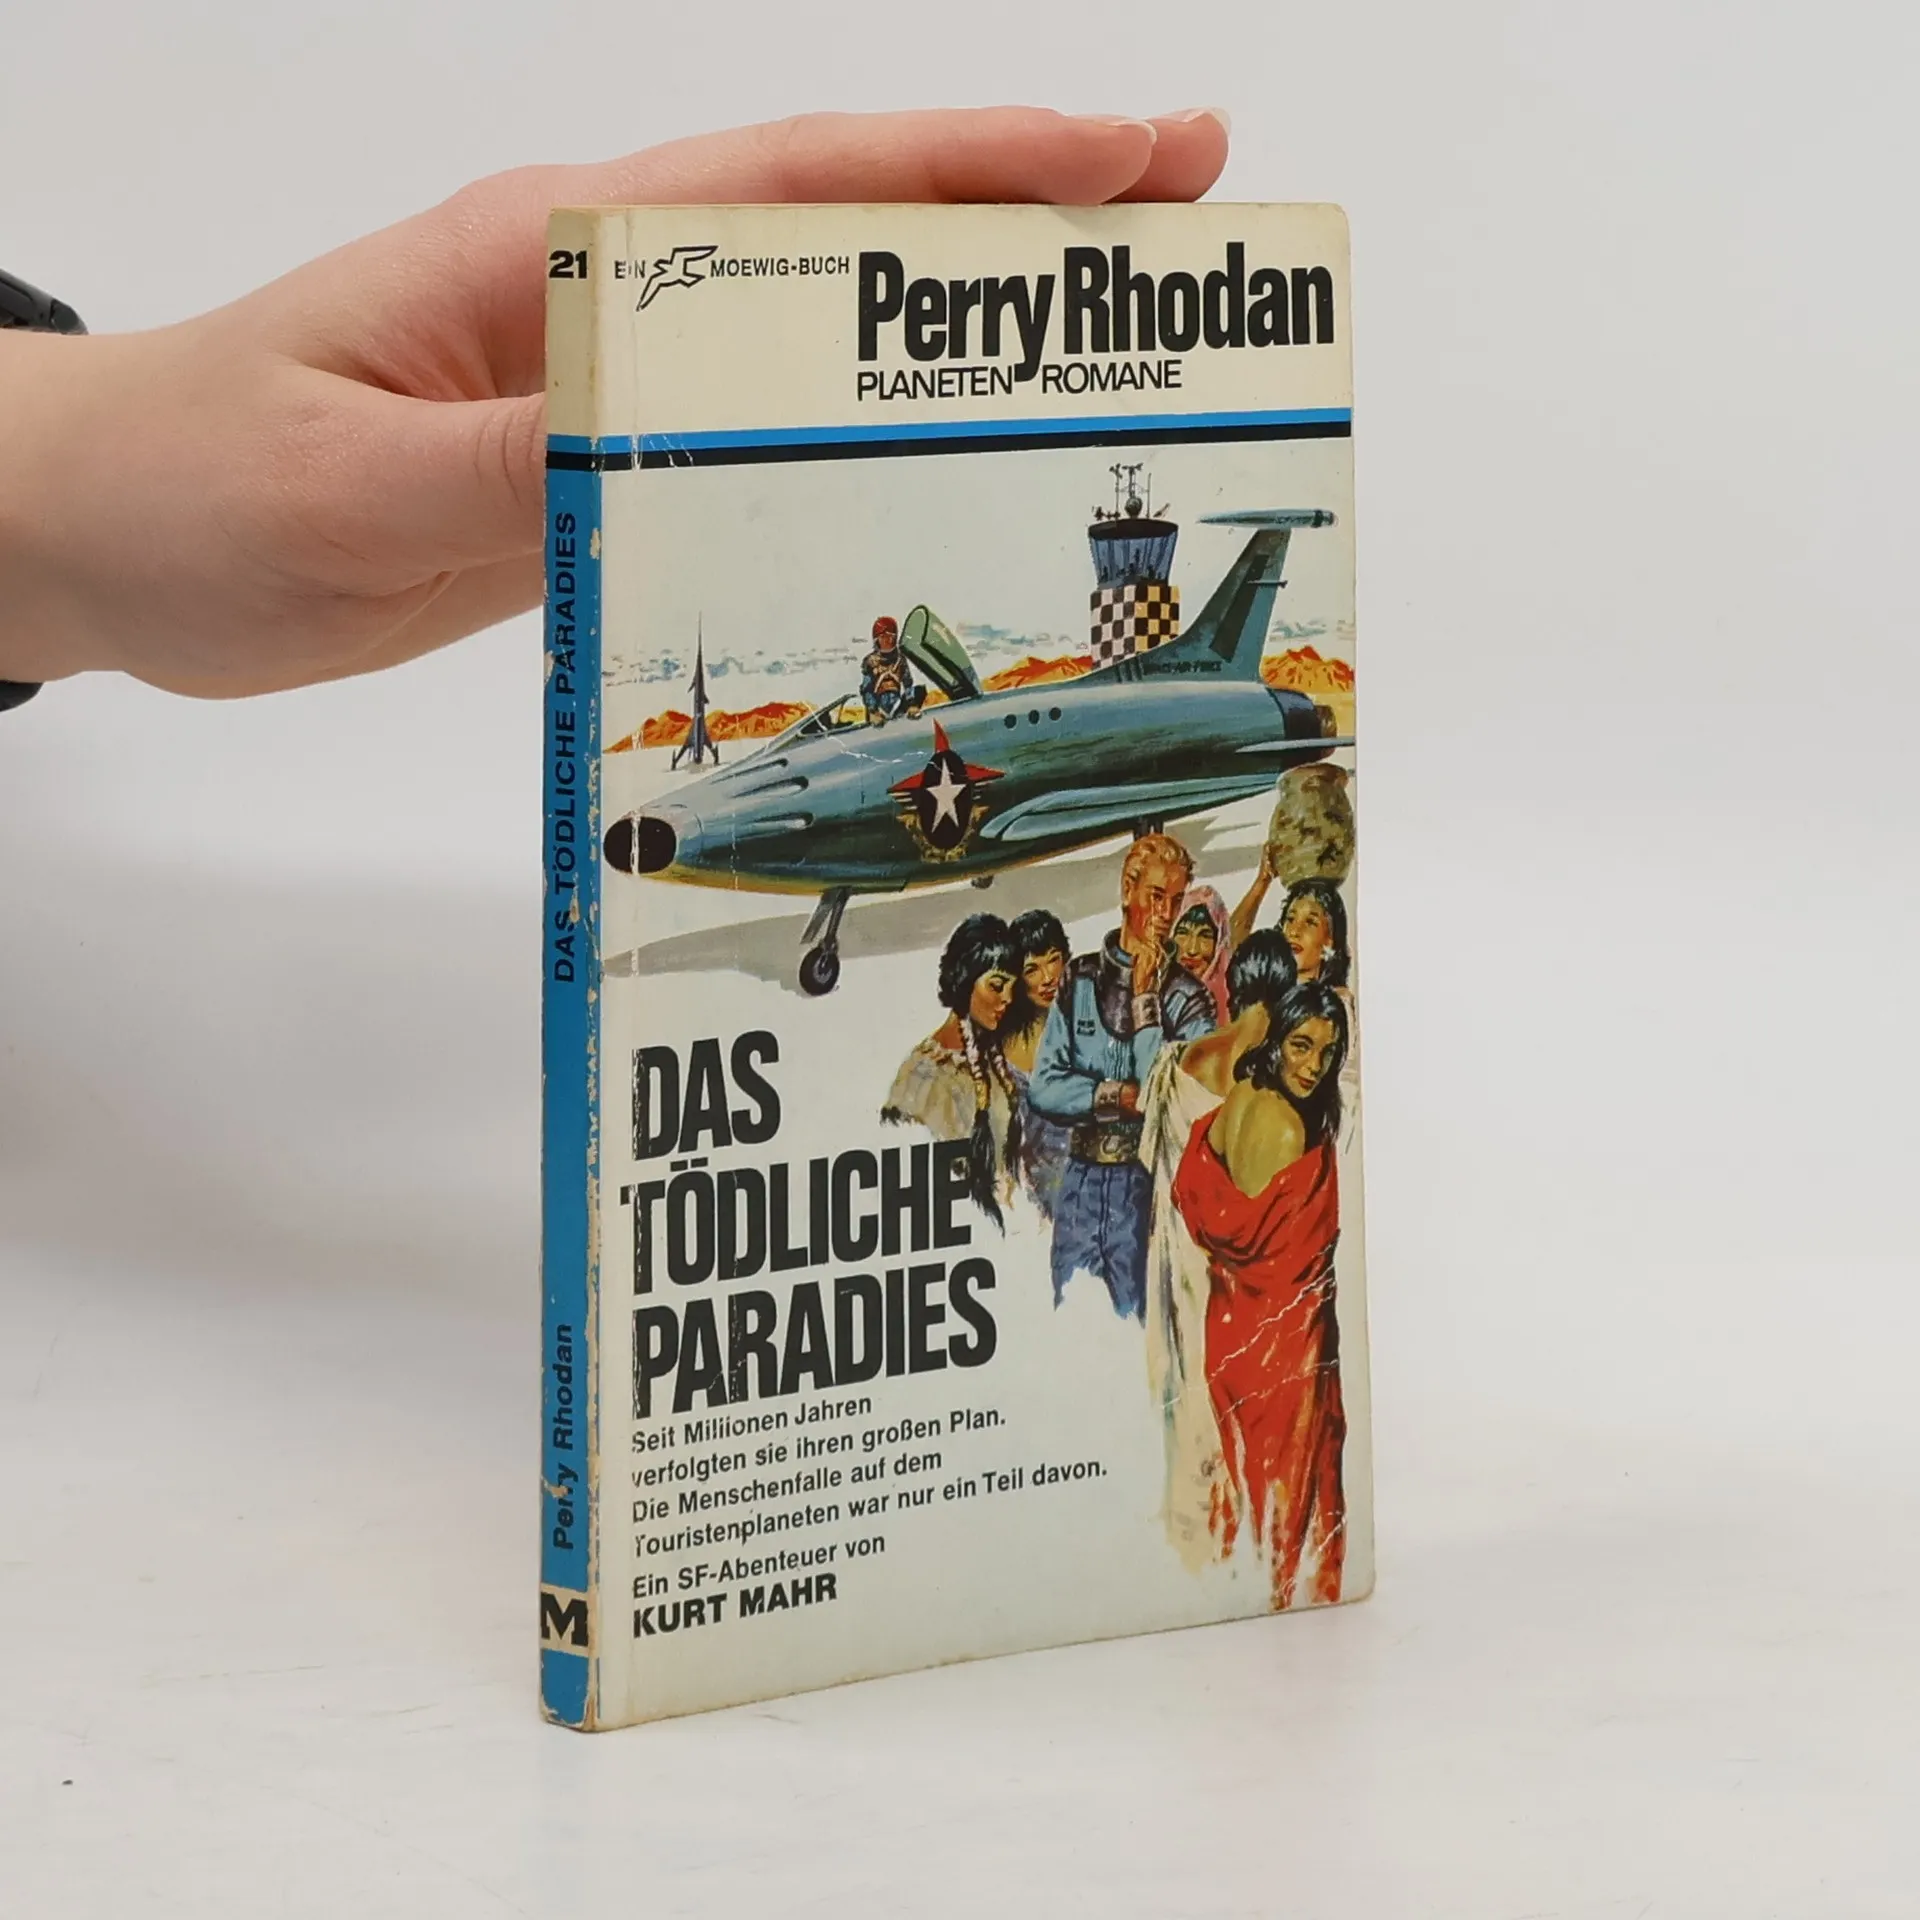 21
EIN MOEWIG-BUCH
Perry Rhodan
PLANETEN ROMANE
DAS TÖDLICHE PARADIES
Perry Rhodan
M
DAS
TÖDLICHE
PARADIES
Seit Millionen Jahren
verfolgten sie ihren großen Plan.
Die Menschenfalle auf dem
Touristenplaneten war nur ein Teil davon.
Ein SF-Abenteuer von
KURT MAHR